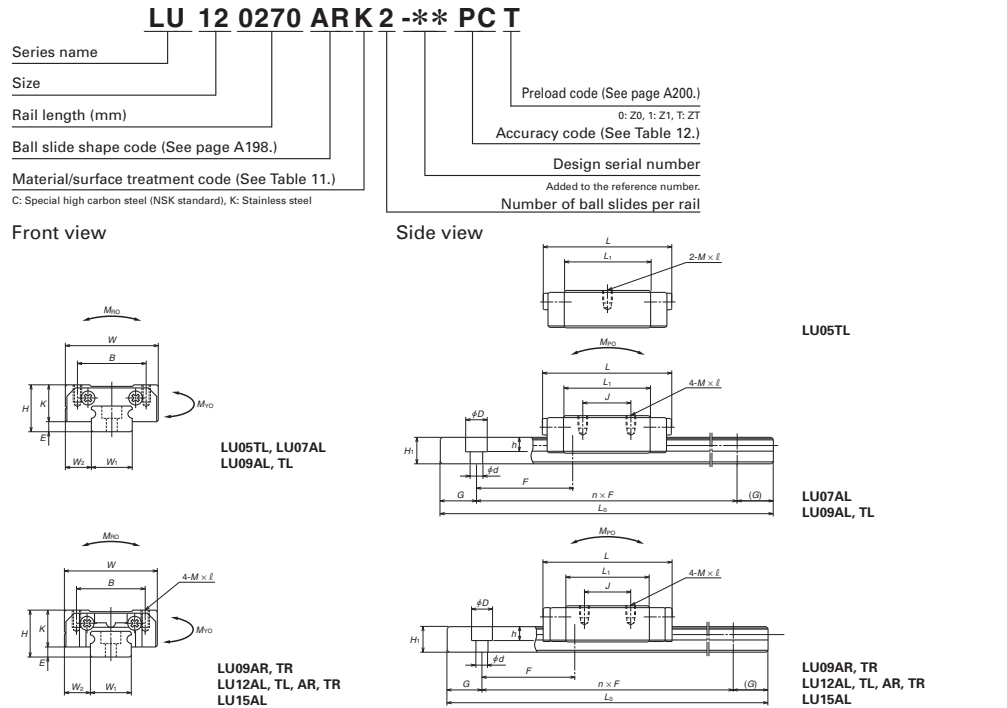 LU 12 0270 AR K 2 -** PC T
Series name
Size
Rail length (mm)
Ball slide shape code (See page A198.)
Material/surface treatment code (See Table 11.)
C: Special high carbon steel (NSK standard), K: Stainless steel
Preload code (See page A200.)
0: Z0, 1: Z1, T: ZT
Accuracy code (See Table 12.)
Design serial number
Added to the reference number.
Number of ball slides per rail
Front view
MRO
W
B
H
K
E
MYO
W2
W1
LU05TL, LU07AL
LU09AL, TL
MRO
W
B
4-M × ℓ
H
K
E
MYO
W2
W1
LU09AR, TR
LU12AL, TL, AR, TR
LU15AL
Side view
L
L1
2-M × ℓ
LU05TL
MPO
L
L1
4-M × ℓ
J
ϕD
H1
h
ϕd
F
G
n × F
(G)
L0
LU07AL
LU09AL, TL
MPO
L
L1
4-M × ℓ
J
ϕD
H1
h
ϕd
F
G
n × F
(G)
L0
LU09AR, TR
LU12AL, TL, AR, TR
LU15AL